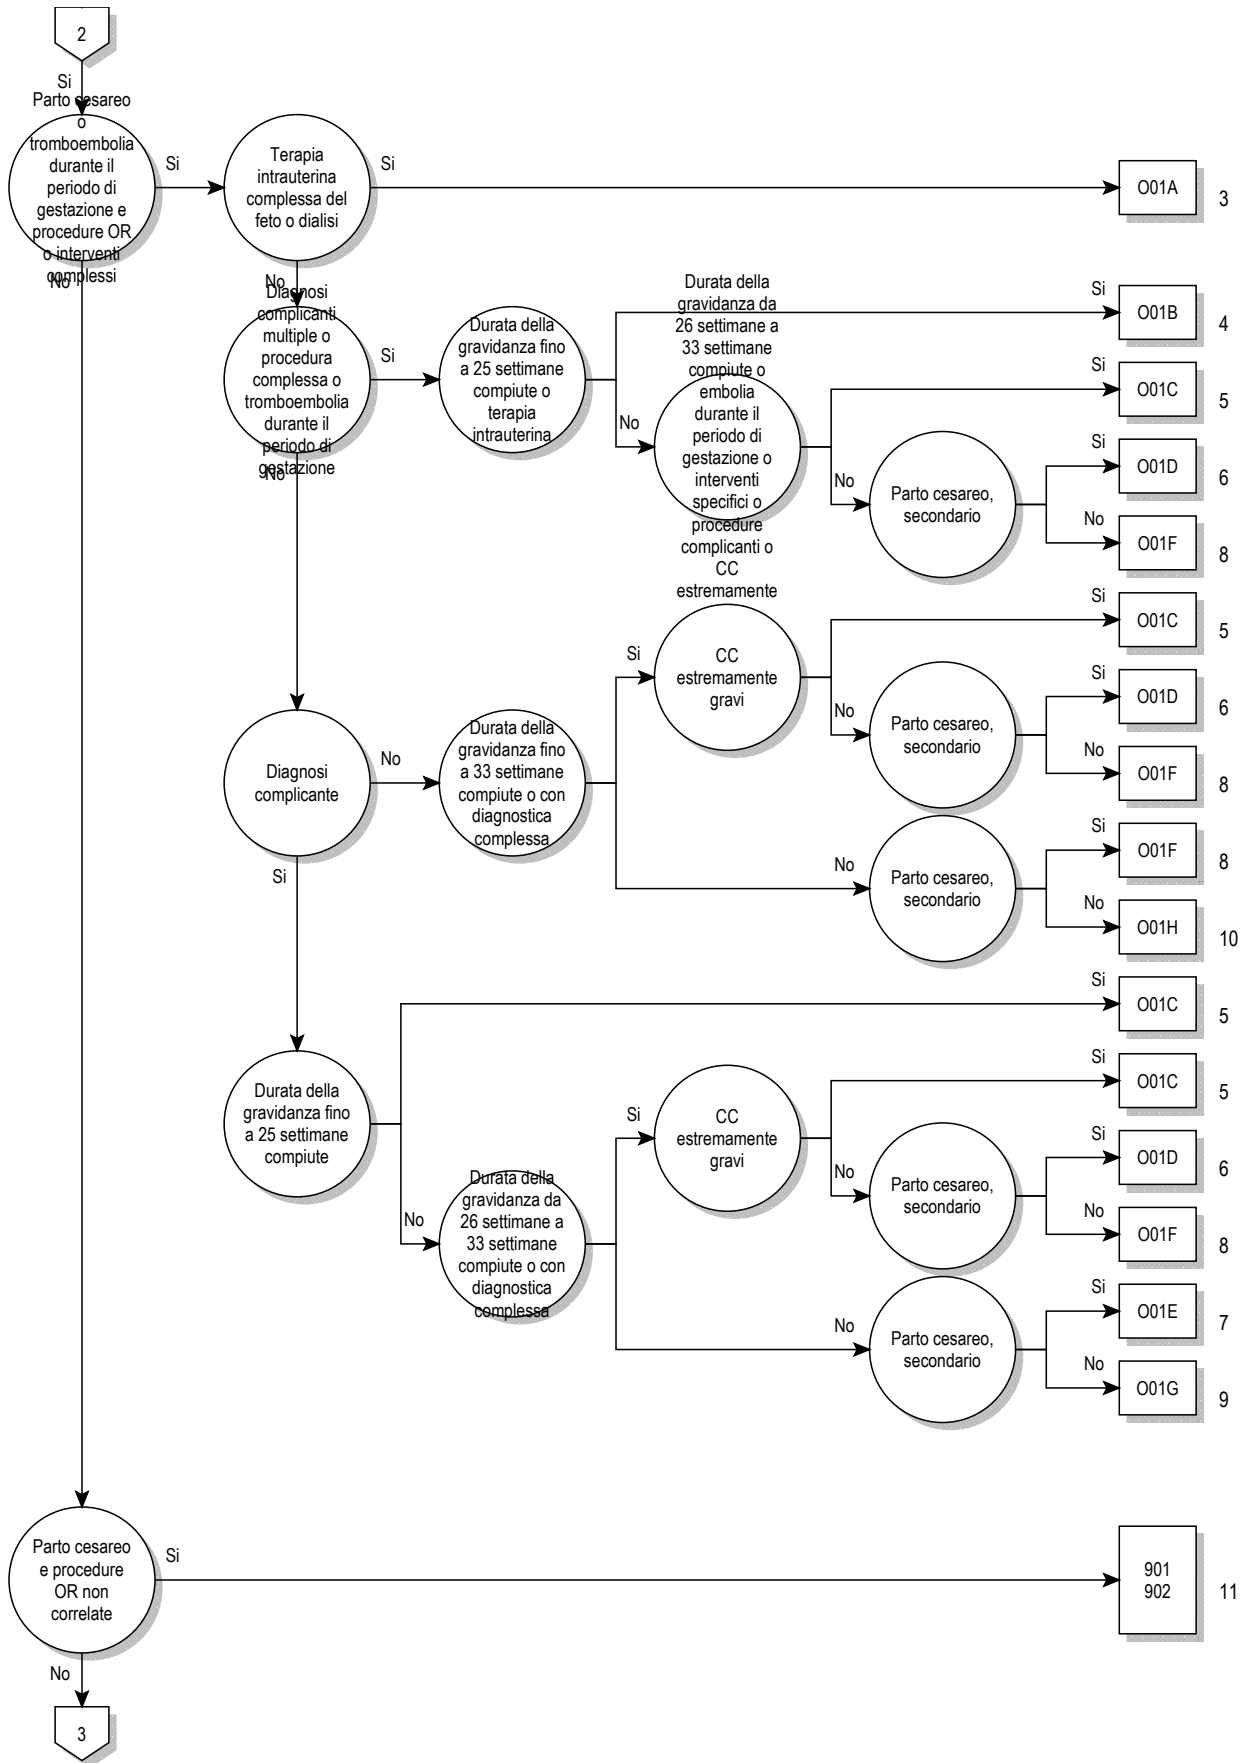 2
Si
Parto cesareo
o
tromboembolia
durante il
periodo di
gestazione e
procedure OR
o interventi
complessi
Si
No
Terapia
intrauterina
complessa del
feto o dialisi
Si
O01A
3
No
Diagnosi
complicanti
multiple o
procedura
complessa o
tromboembolia
durante il
periodo di
gestazione
Si
No
Durata della
gravidanza fino
a 25 settimane
compiute o
terapia
intrauterina
Si
O01B
4
No
Durata della
gravidanza da
26 settimane a
33 settimane
compiute o
embolia
durante il
periodo di
gestazione o
interventi
specifici o
procedure
complicanti o
CC
estremamente
Si
O01C
5
No
Parto cesareo,
secondario
Si
O01D
6
No
O01F
8
Diagnosi
complicante
No
Durata della
gravidanza fino
a 33 settimane
compiute o con
diagnostica
complessa
Si
CC
estremamente
gravi
Si
O01C
5
No
Parto cesareo,
secondario
Si
O01D
6
No
O01F
8
No
Parto cesareo,
secondario
Si
O01F
8
No
O01H
10
Si
Durata della
gravidanza fino
a 25 settimane
compiute
Si
O01C
5
No
Durata della
gravidanza da
26 settimane a
33 settimane
compiute o con
diagnostica
complessa
Si
CC
estremamente
gravi
Si
O01C
5
No
Parto cesareo,
secondario
Si
O01D
6
No
O01F
8
No
Parto cesareo,
secondario
Si
O01E
7
No
O01G
9
Parto cesareo
e procedure
OR non
correlate
Si
901
902
11
No
3